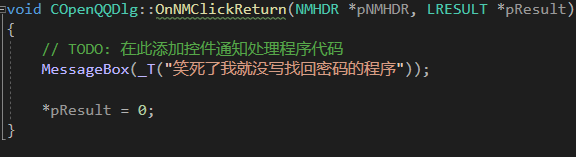 void COpenQQDlg::OnNMClickReturn(NMHDR *pNMHDR, LRESULT *pResult)
{
// TODO: 在此添加控件通知处理程序代码
MessageBox(_T("笑死了我就没写找回密码的程序"));
*pResult = 0;
}